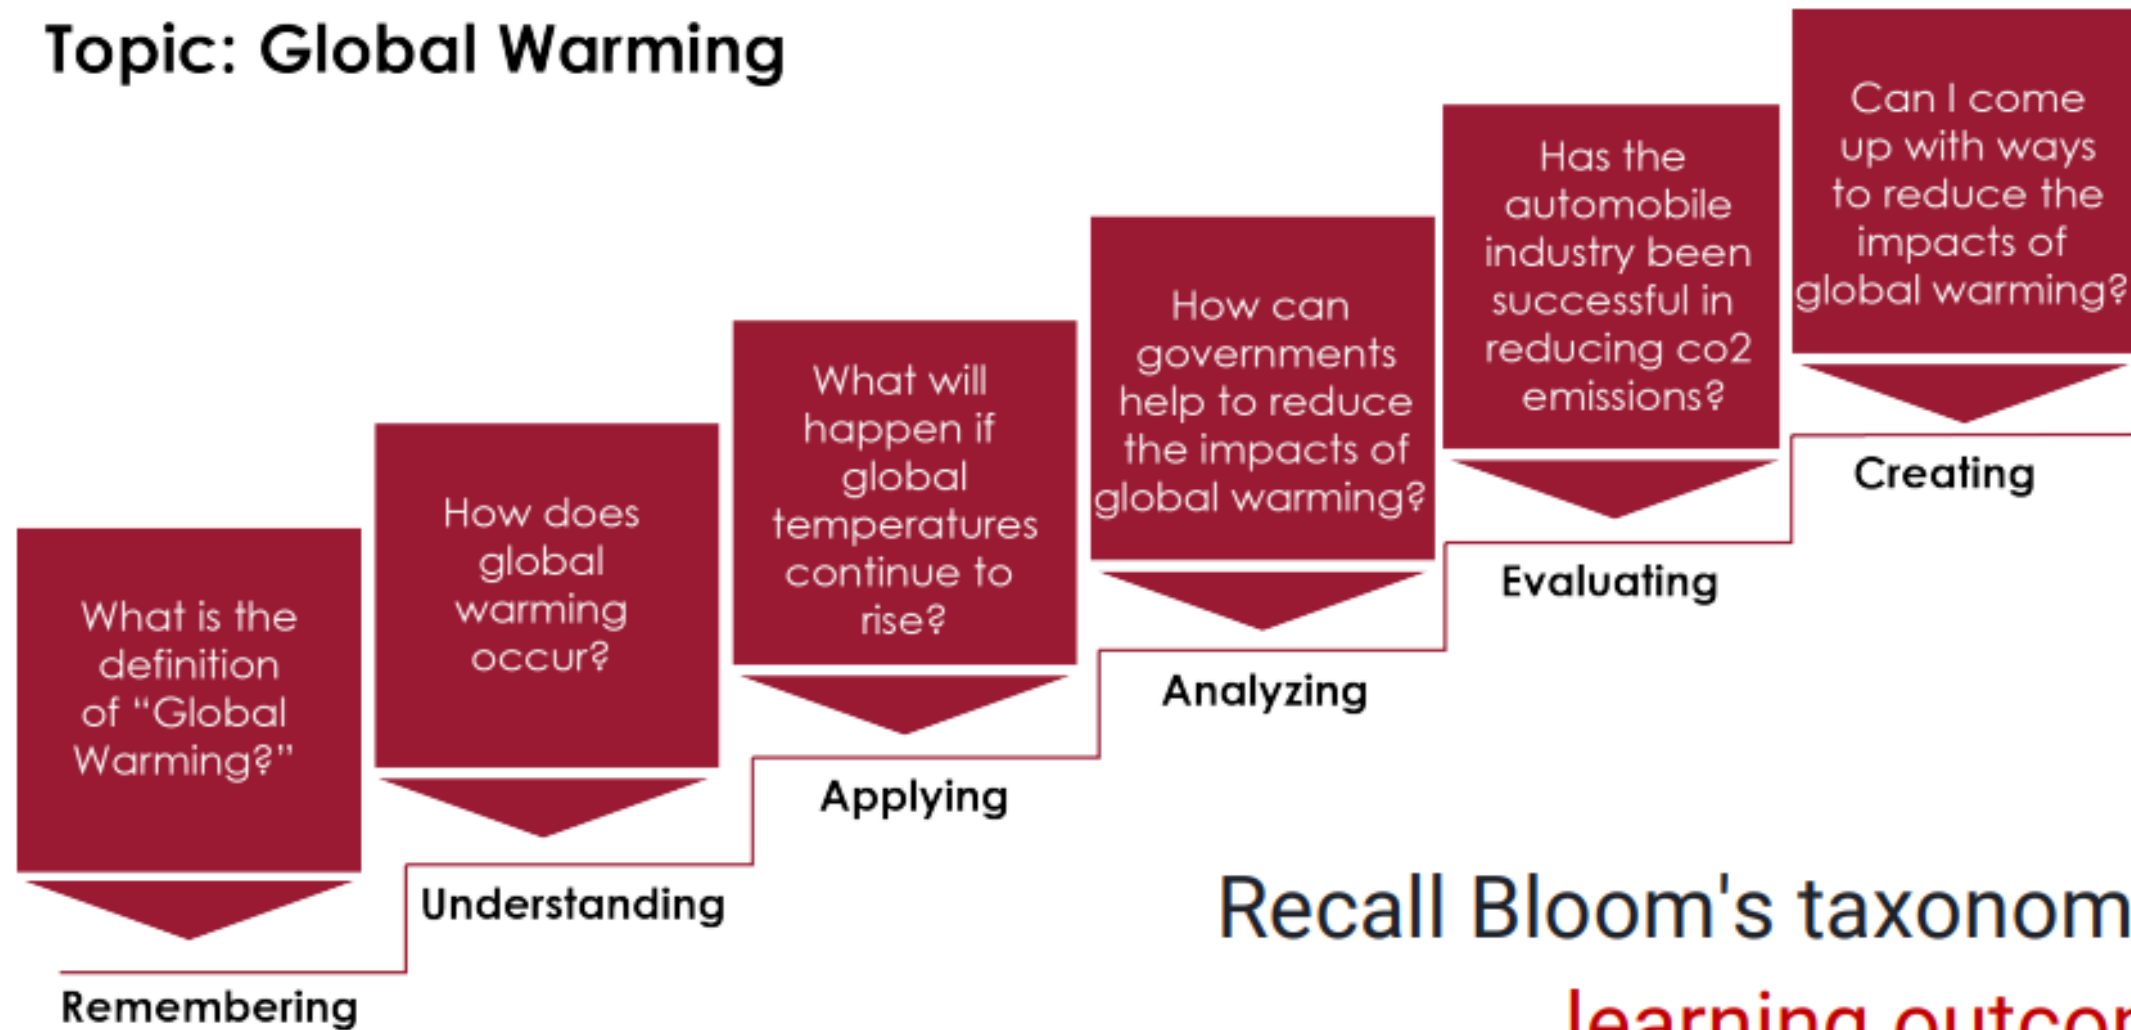 Topic: Global Warming
What is the
definition
of “Global
Warming?”
Remembering
How does
global
warming
occur?
Understanding
What will
happen if
global
temperatures
continue to
rise?
Applying
How can
governments
help to reduce
the impacts of
global warming?
Analyzing
Has the
automobile
industry been
successful in
reducing co2
emissions?
Evaluating
Can I come
up with ways
to reduce the
impacts of
global warming?
Creating
Recall Bloom's
learning